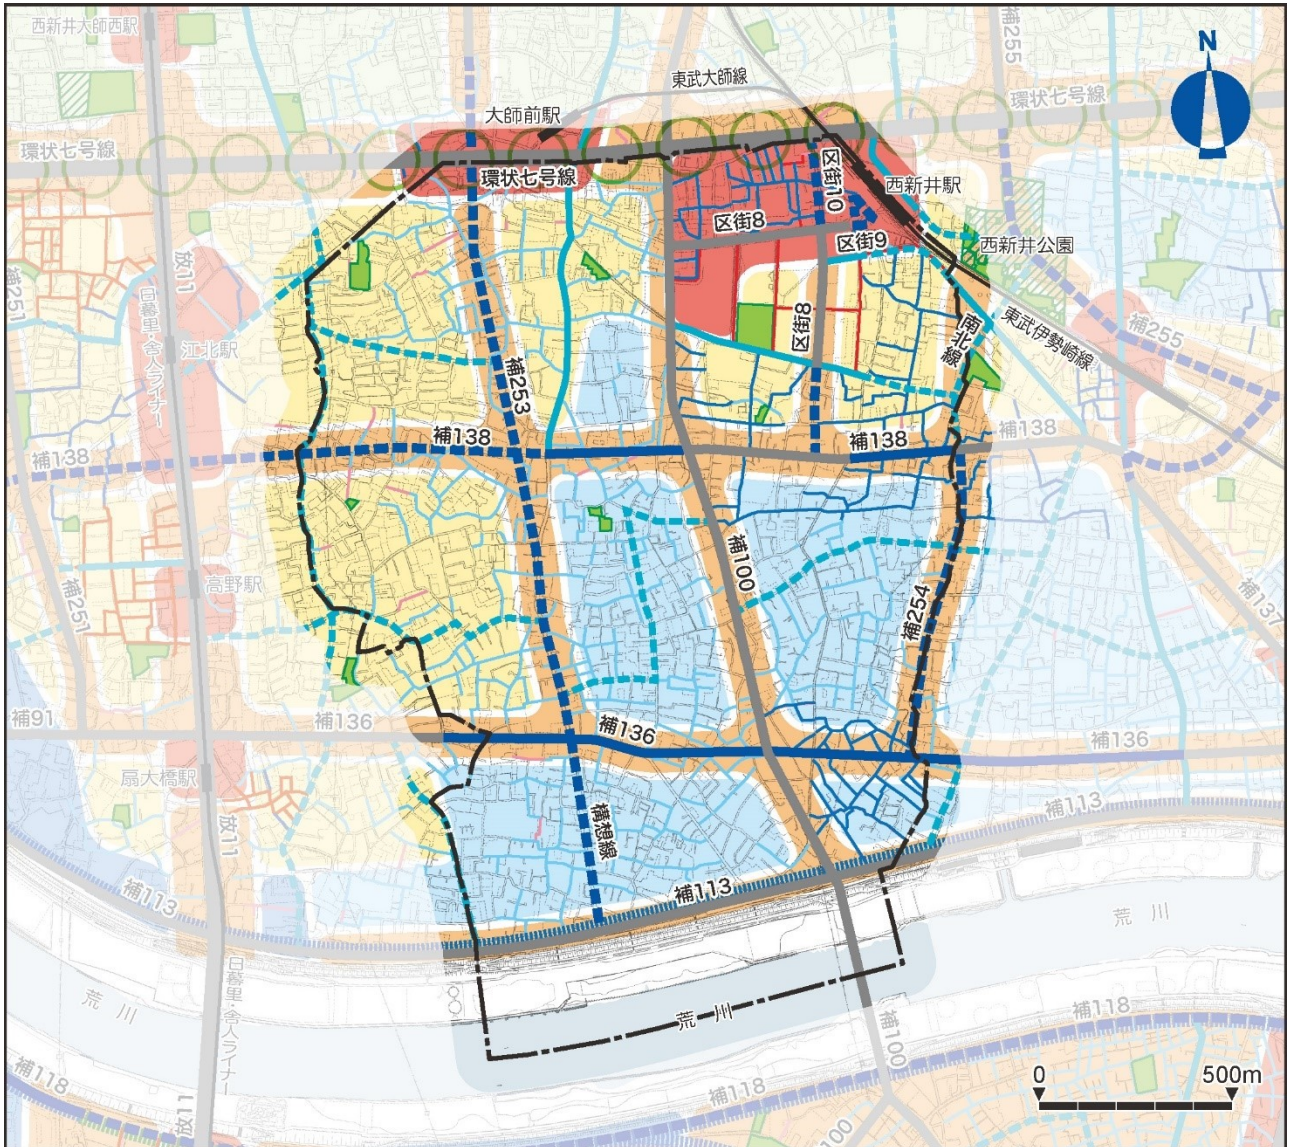 西新井大師西駅
補255
N
東武大師線
大師前駅
環状七号線
環状七号線
環状七号線
区街10
西新井駅
区街8
区街9
西新井公園
放11
日暮里・舎人ライナー
補251
江北駅
区街8
南北線
東武伊勢崎線
補255
補253
補138
補138
補138
補138
補100
高野駅
補251
補254
補137
補91
補136
補136
補136
扇大橋駅
放11
構想線
補113
補113
補113
荒川
荒川
日暮里・舎人ライナー
荒川
補100
補118
補118
補118
放11
100
0 500m